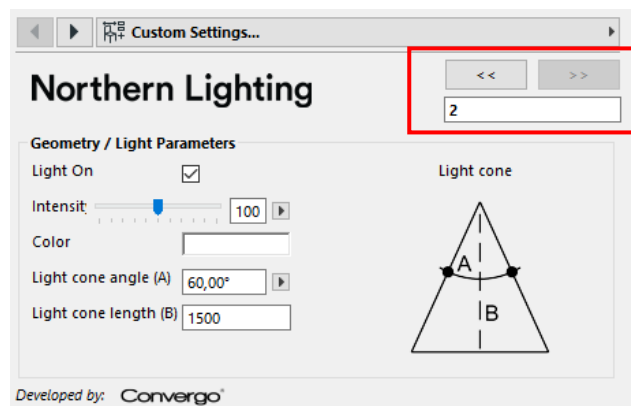 Custom Settings...
Northern Lighting
<< >>
2
Geometry / Light Parameters
Light On
Light cone
Intensit
100
Color
A
Light cone angle (A) 60,00°
B
Light cone length (B) 1500
Developed by: Convergo°